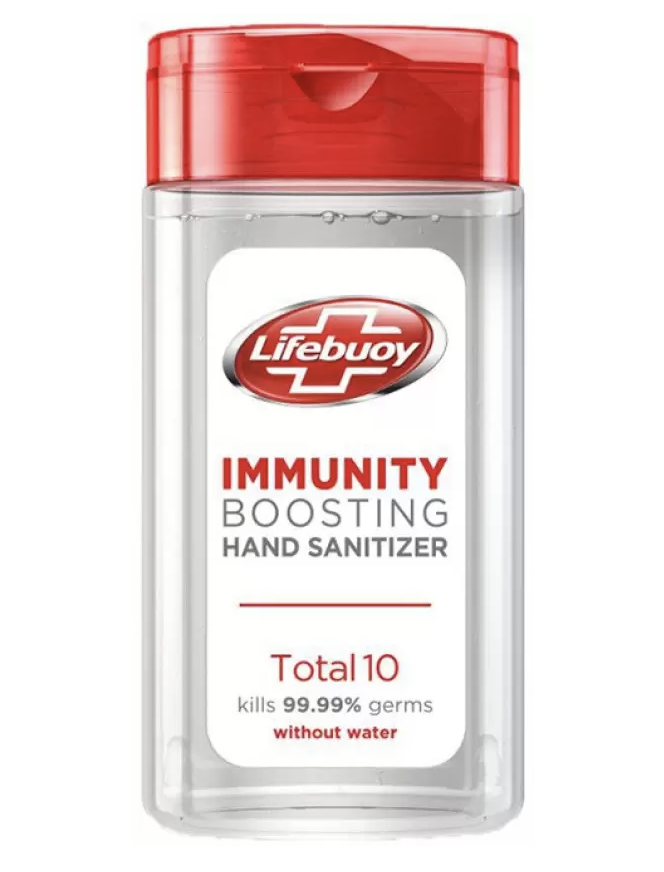 Lifebuoy
IMMUNITY
BOOSTING
HAND SANITIZER
Total 10
kills 99.99% germs
without water